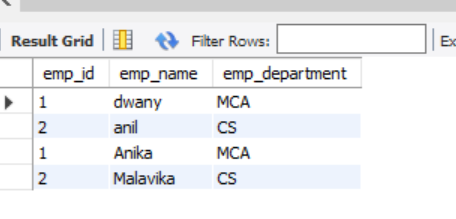 Result Grid Filter Rows: Ex
emp_id emp_name emp_department
1 dwany MCA
2 anil CS
1 Anika MCA
2 Malavika CS